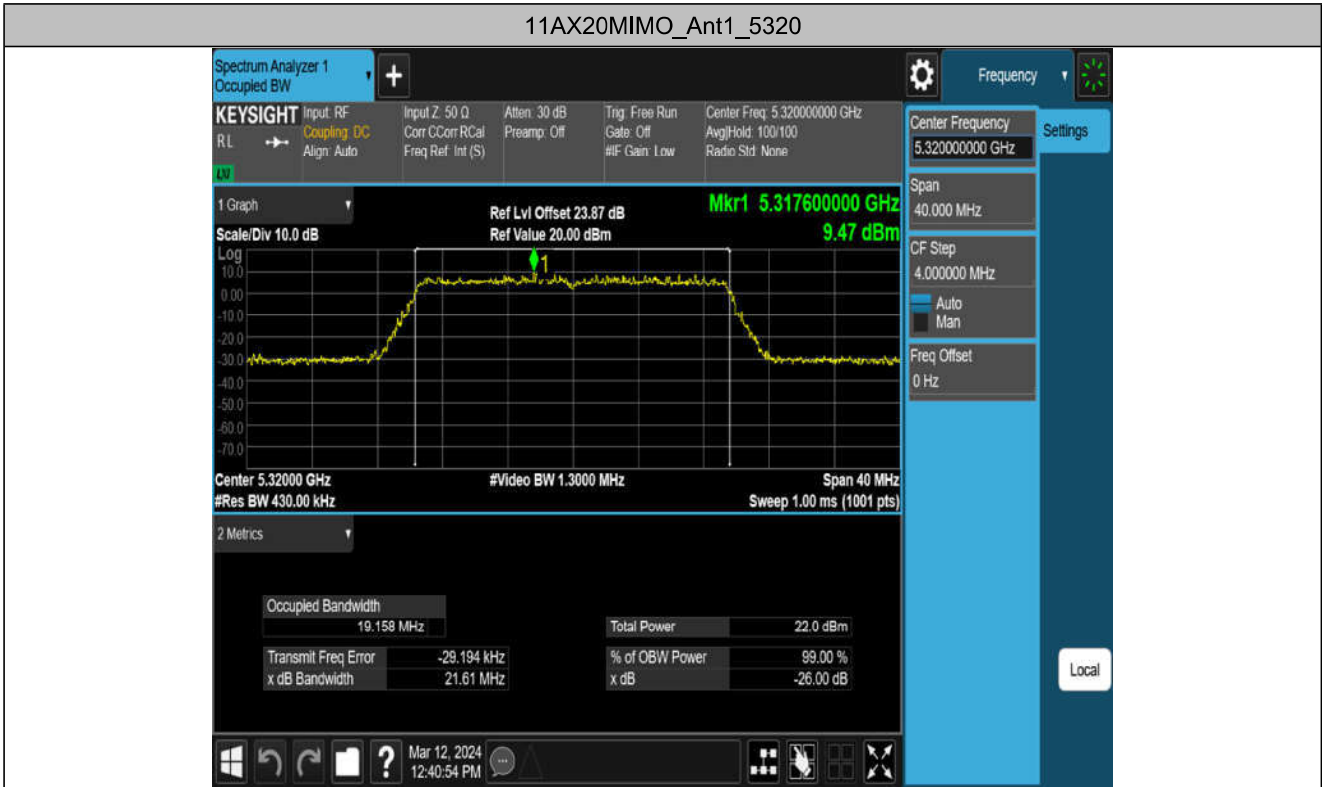 11AX20MIMO_Ant1_5320
Spectrum Analyzer 1
Occupied BW
+
Frequency
KEYSIGHT
R L
LXI
Input: RF
Coupling: DC
Align: Auto
Input Z: 50 Ω
Corr CCorr RCal
Freq Ref: Int (S)
Atten: 30 dB
Preamp: Off
Trig: Free Run
Gate: Off
#IF Gain: Low
Center Freq: 5.320000000 GHz
Avg|Hold: 100/100
Radio Std: None
Center Frequency
5.320000000 GHz
Settings
Span
40.000 MHz
CF Step
4.000000 MHz
Auto
Man
Freq Offset
0 Hz
Local
1 Graph
Scale/Div 10.0 dB
Ref Lvl Offset 23.87 dB
Ref Value 20.00 dBm
Mkr1 5.317600000 GHz
9.47 dBm
Log
1
10.0
0.00
-10.0
-20.0
-30.0
-40.0
-50.0
-60.0
-70.0
Center 5.32000 GHz
#Res BW 430.00 kHz
#Video BW 1.3000 MHz
Span 40 MHz
Sweep 1.00 ms (1001 pts)
2 Metrics
Occupied Bandwidth
19.158 MHz
Total Power 22.0 dBm
Transmit Freq Error -29.194 kHz
% of OBW Power 99.00 %
x dB Bandwidth 21.61 MHz
x dB -26.00 dB
?
Mar 12, 2024
12:40:54 PM